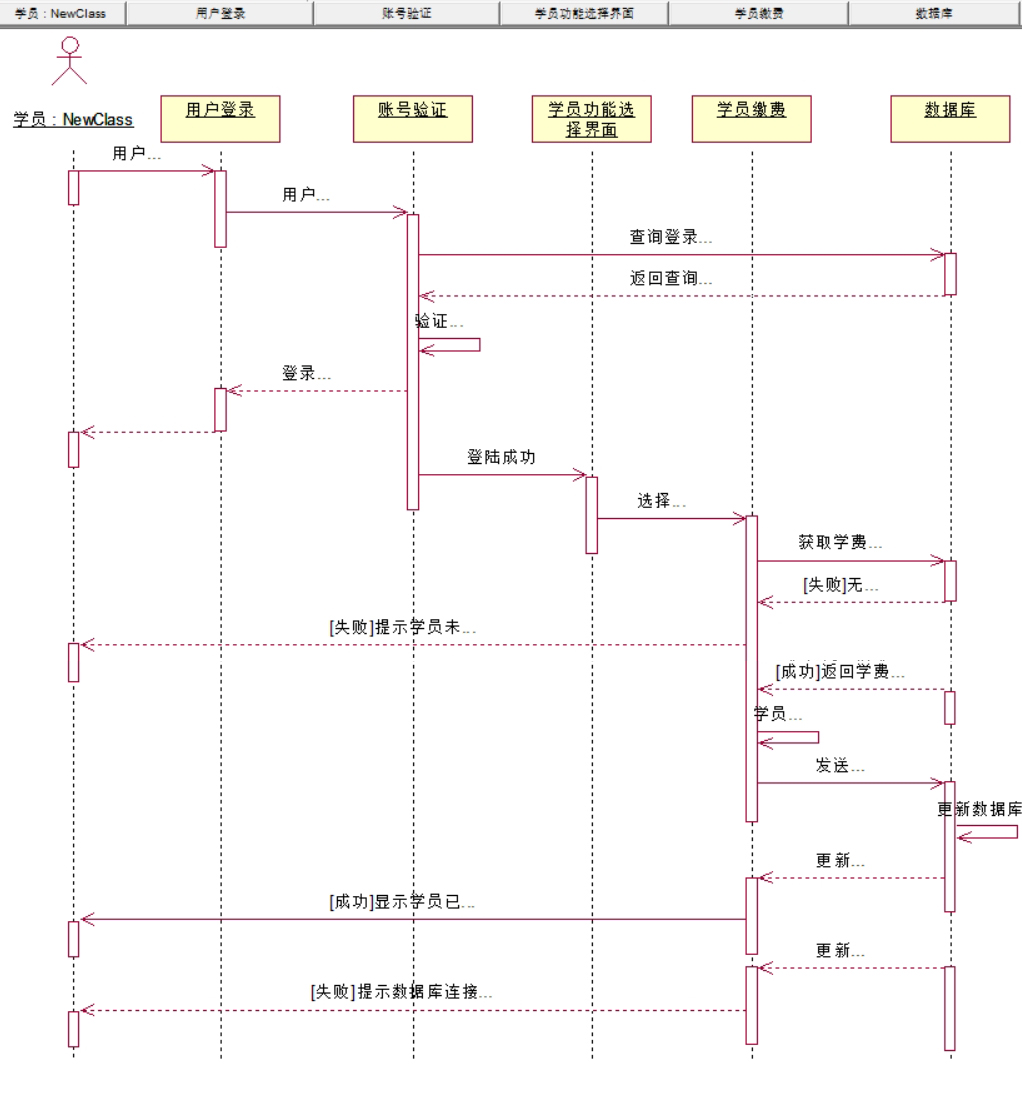 学员 : NewClass
用户登录
账号验证
学员功能选择界面
学员缴费
数据库
学员 : NewClass
用户登录
账号验证
学员功能选
择界面
学员缴费
数据库
用户...
用户...
查询登录...
返回查询...
验证...
登录...
登陆成功
选择...
获取学费...
[失败]无...
[失败]提示学员未...
[成功]返回学费...
学员...
发送...
更新数据库
更新...
[成功]显示学员已...
更新...
[失败]提示数据库连接...